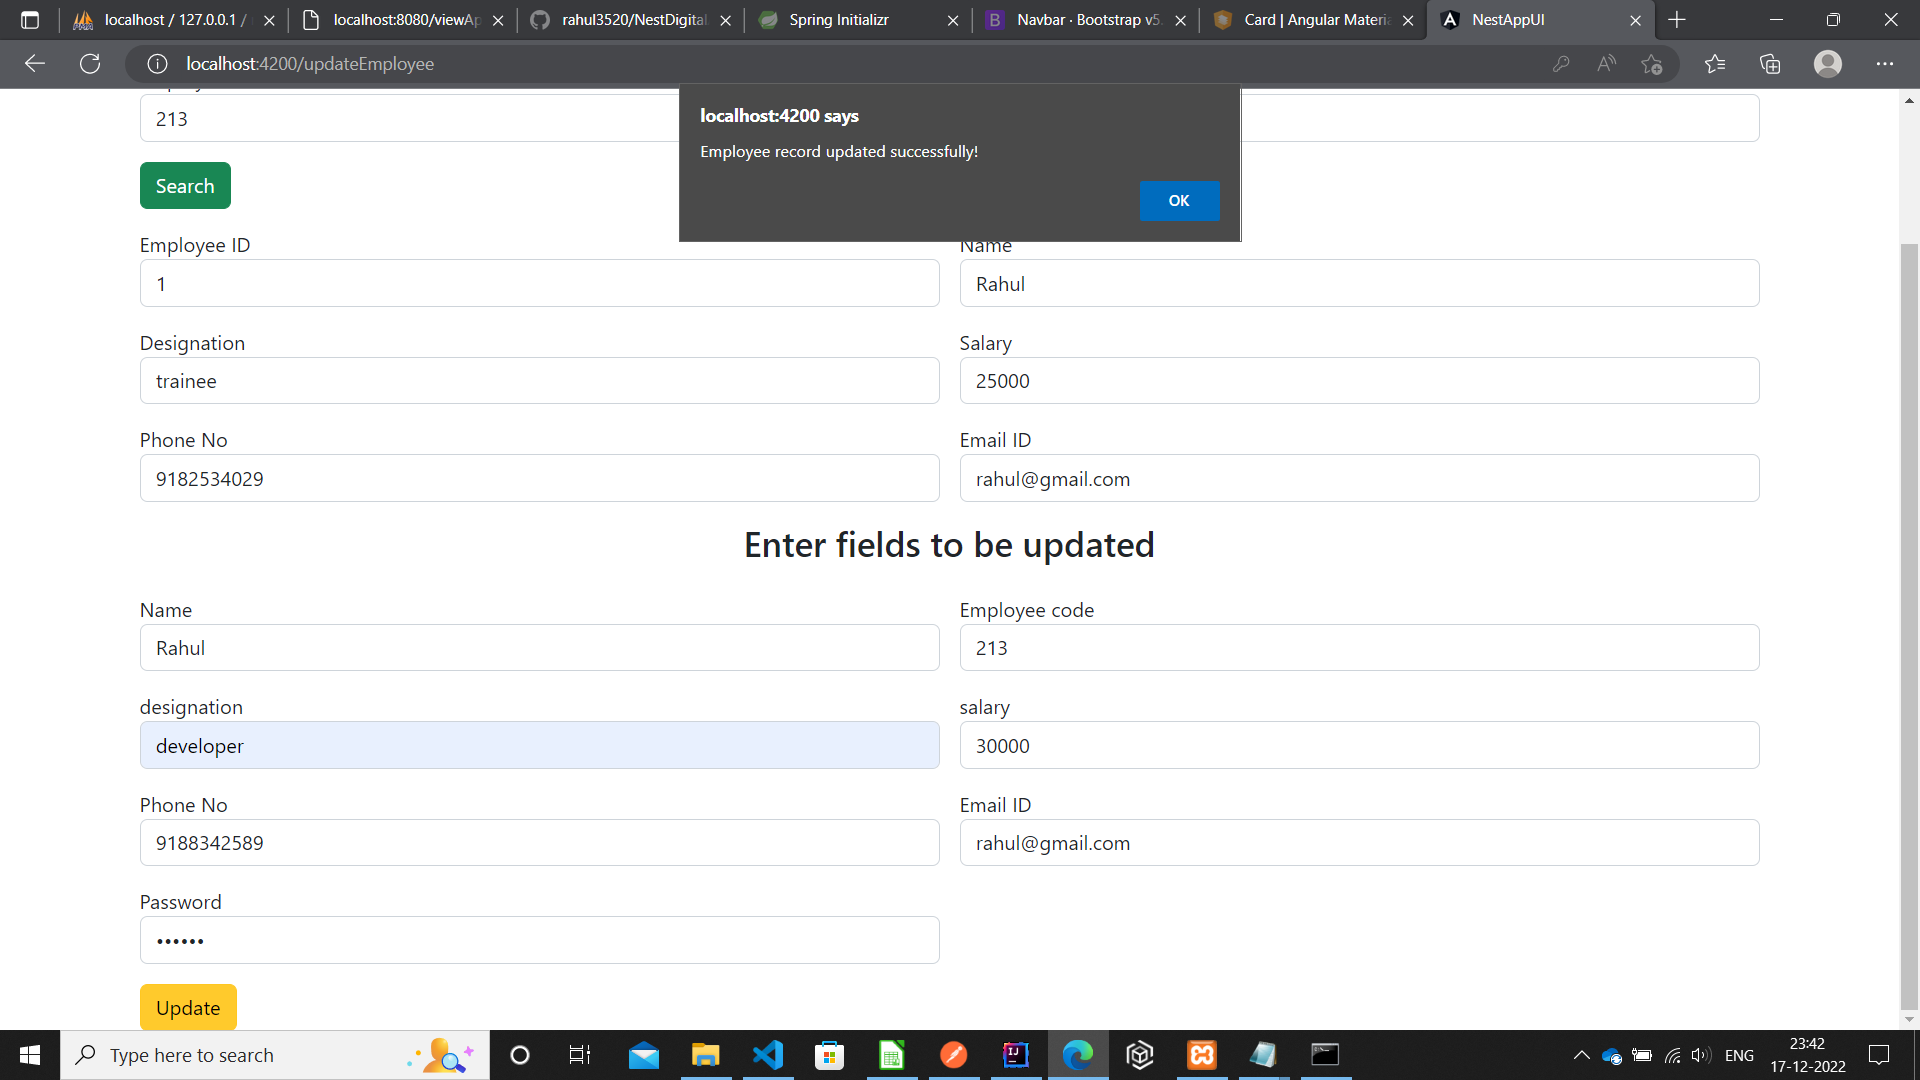 localhost / 127.0.0.1 /
localhost:8080/viewAp
rahul3520/NestDigital
Spring Initializr
Navbar · Bootstrap v5.
Card | Angular Materia
NestAppUI
localhost:4200/updateEmployee
localhost:4200 says
Employee record updated successfully!
OK
213
Search
Employee ID
Name
1
Rahul
Designation
Salary
trainee
25000
Phone No
Email ID
9182534029
rahul@gmail.com
Enter fields to be updated
Name
Employee code
Rahul
213
designation
salary
developer
30000
Phone No
Email ID
9188342589
rahul@gmail.com
Password
••••••
Update
Type here to search
ENG
23:42
17-12-2022